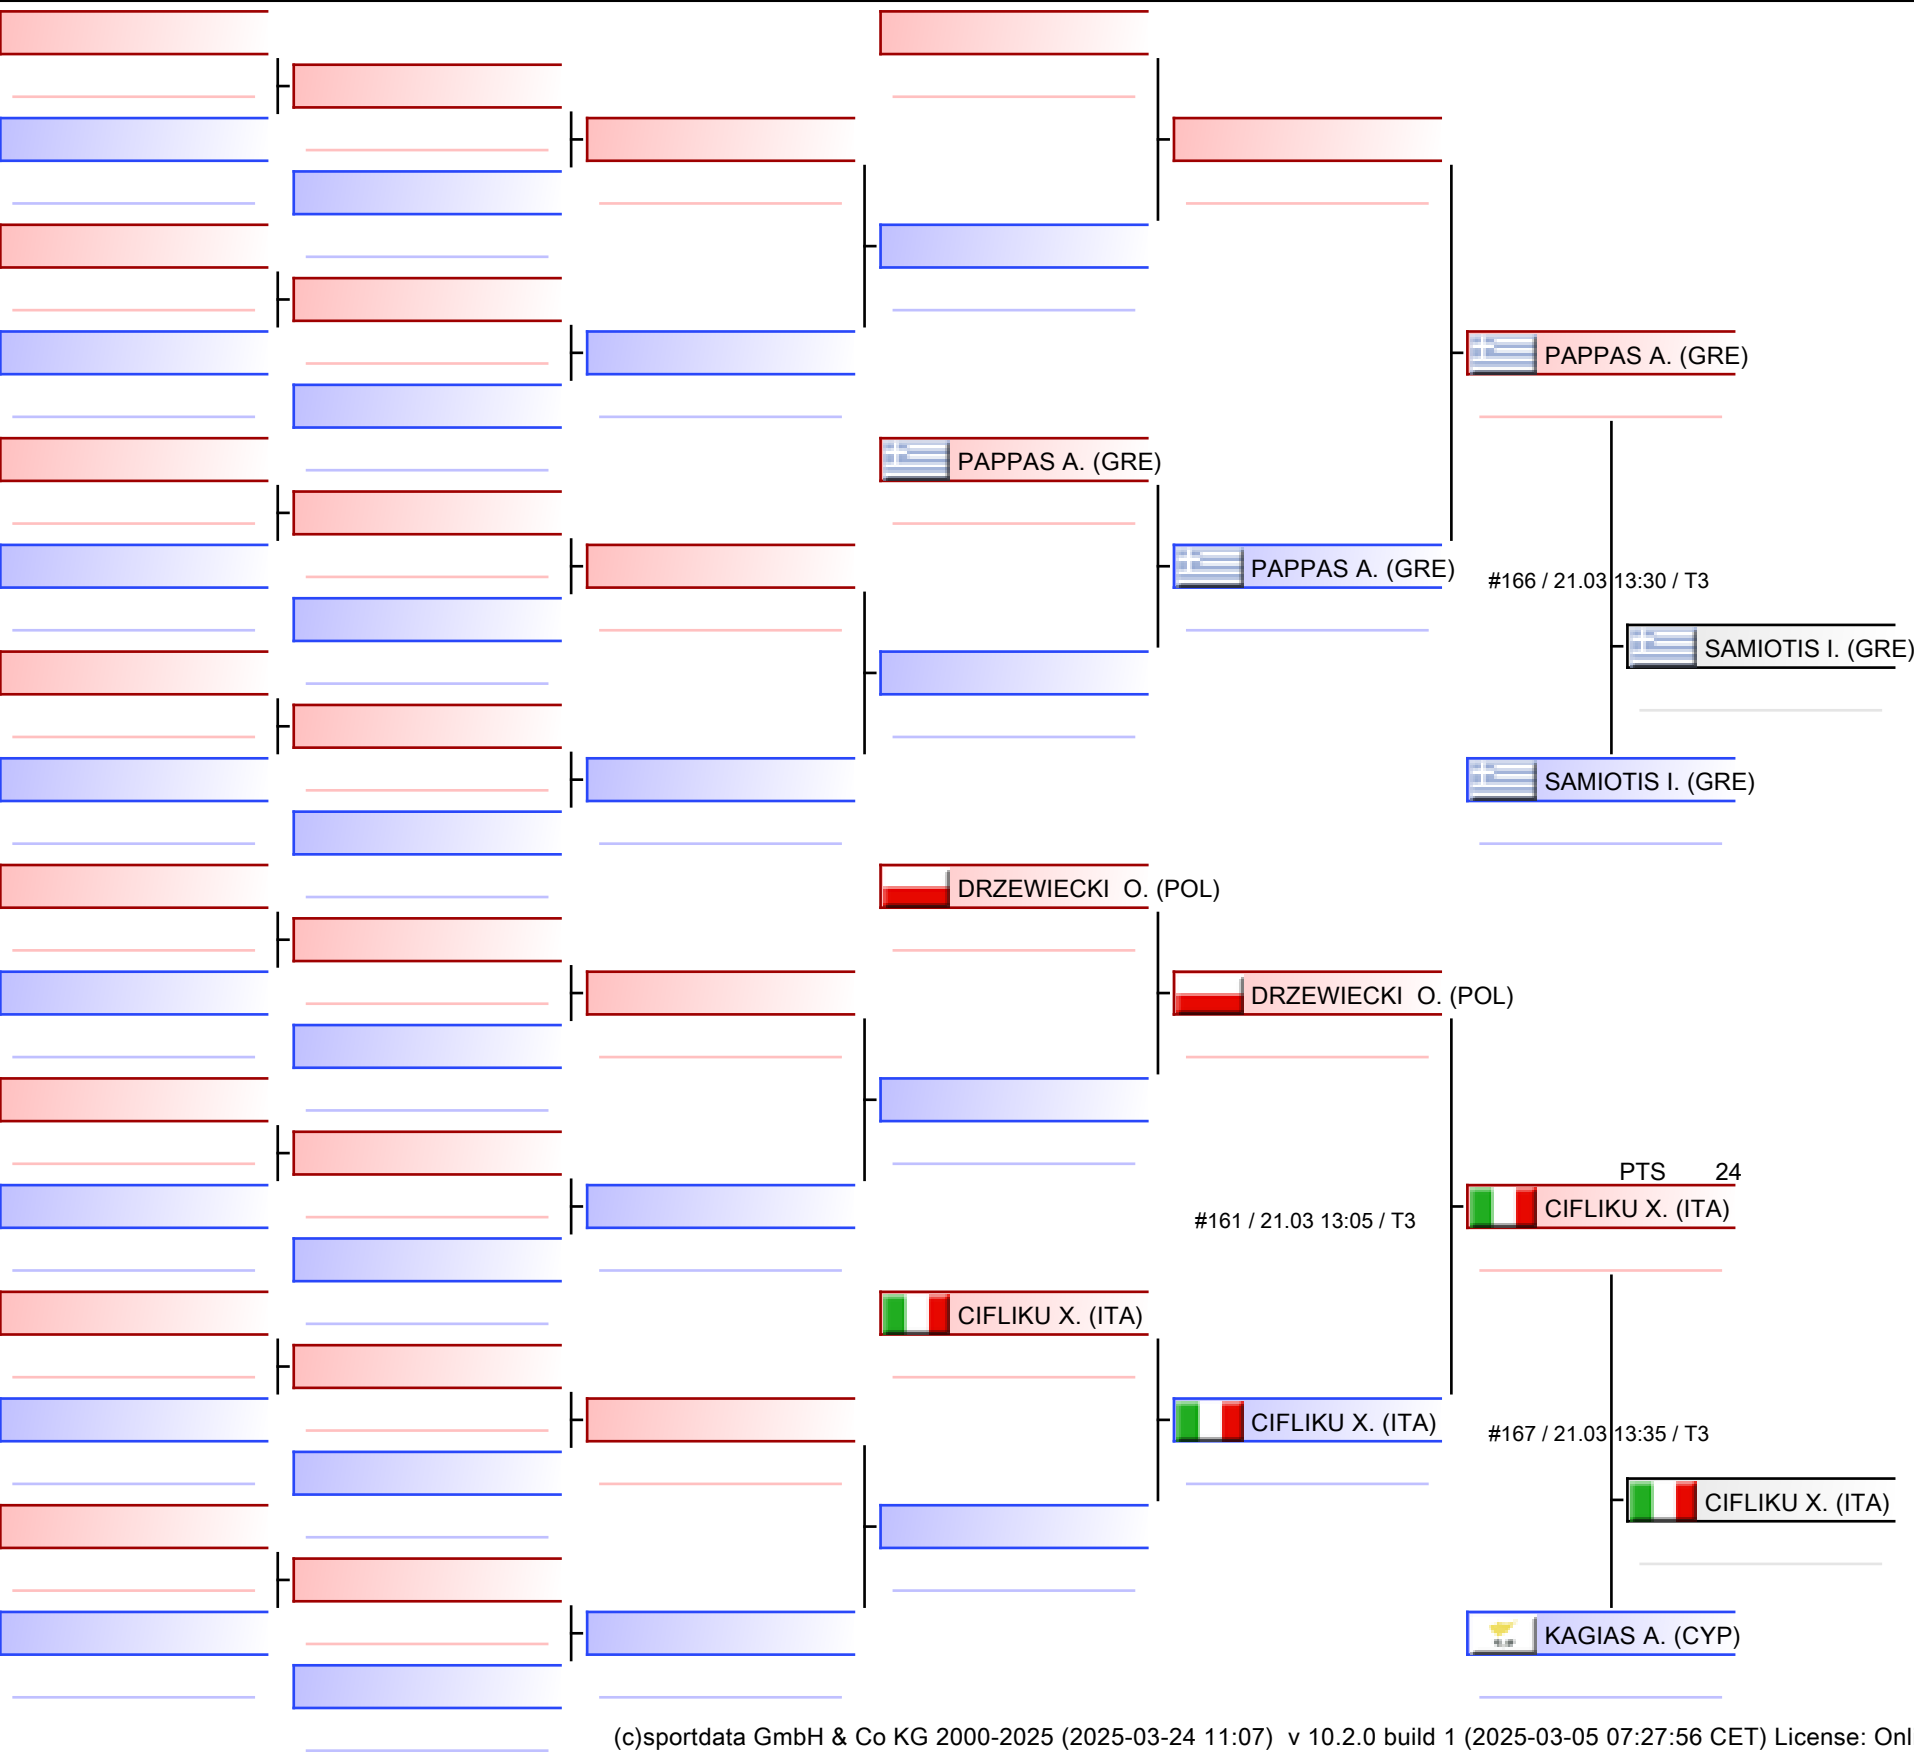 PAPPAS A. (GRE)
PAPPAS A. (GRE)
PAPPAS A. (GRE)
#166 / 21.03 13:30 / T3
SAMIOTIS I. (GRE)
SAMIOTIS I. (GRE)
DRZEWIECKI  O. (POL)
DRZEWIECKI  O. (POL)
PTS 24
CIFLIKU X. (ITA)
#161 / 21.03 13:05 / T3
CIFLIKU X. (ITA)
CIFLIKU X. (ITA)
#167 / 21.03 13:35 / T3
CIFLIKU X. (ITA)
KAGIAS A. (CYP)
(c)sportdata GmbH & Co KG 2000-2025 (2025-03-24 11:07)  v 10.2.0 build 1 (2025-03-05 07:27:56 CET) License: Onl